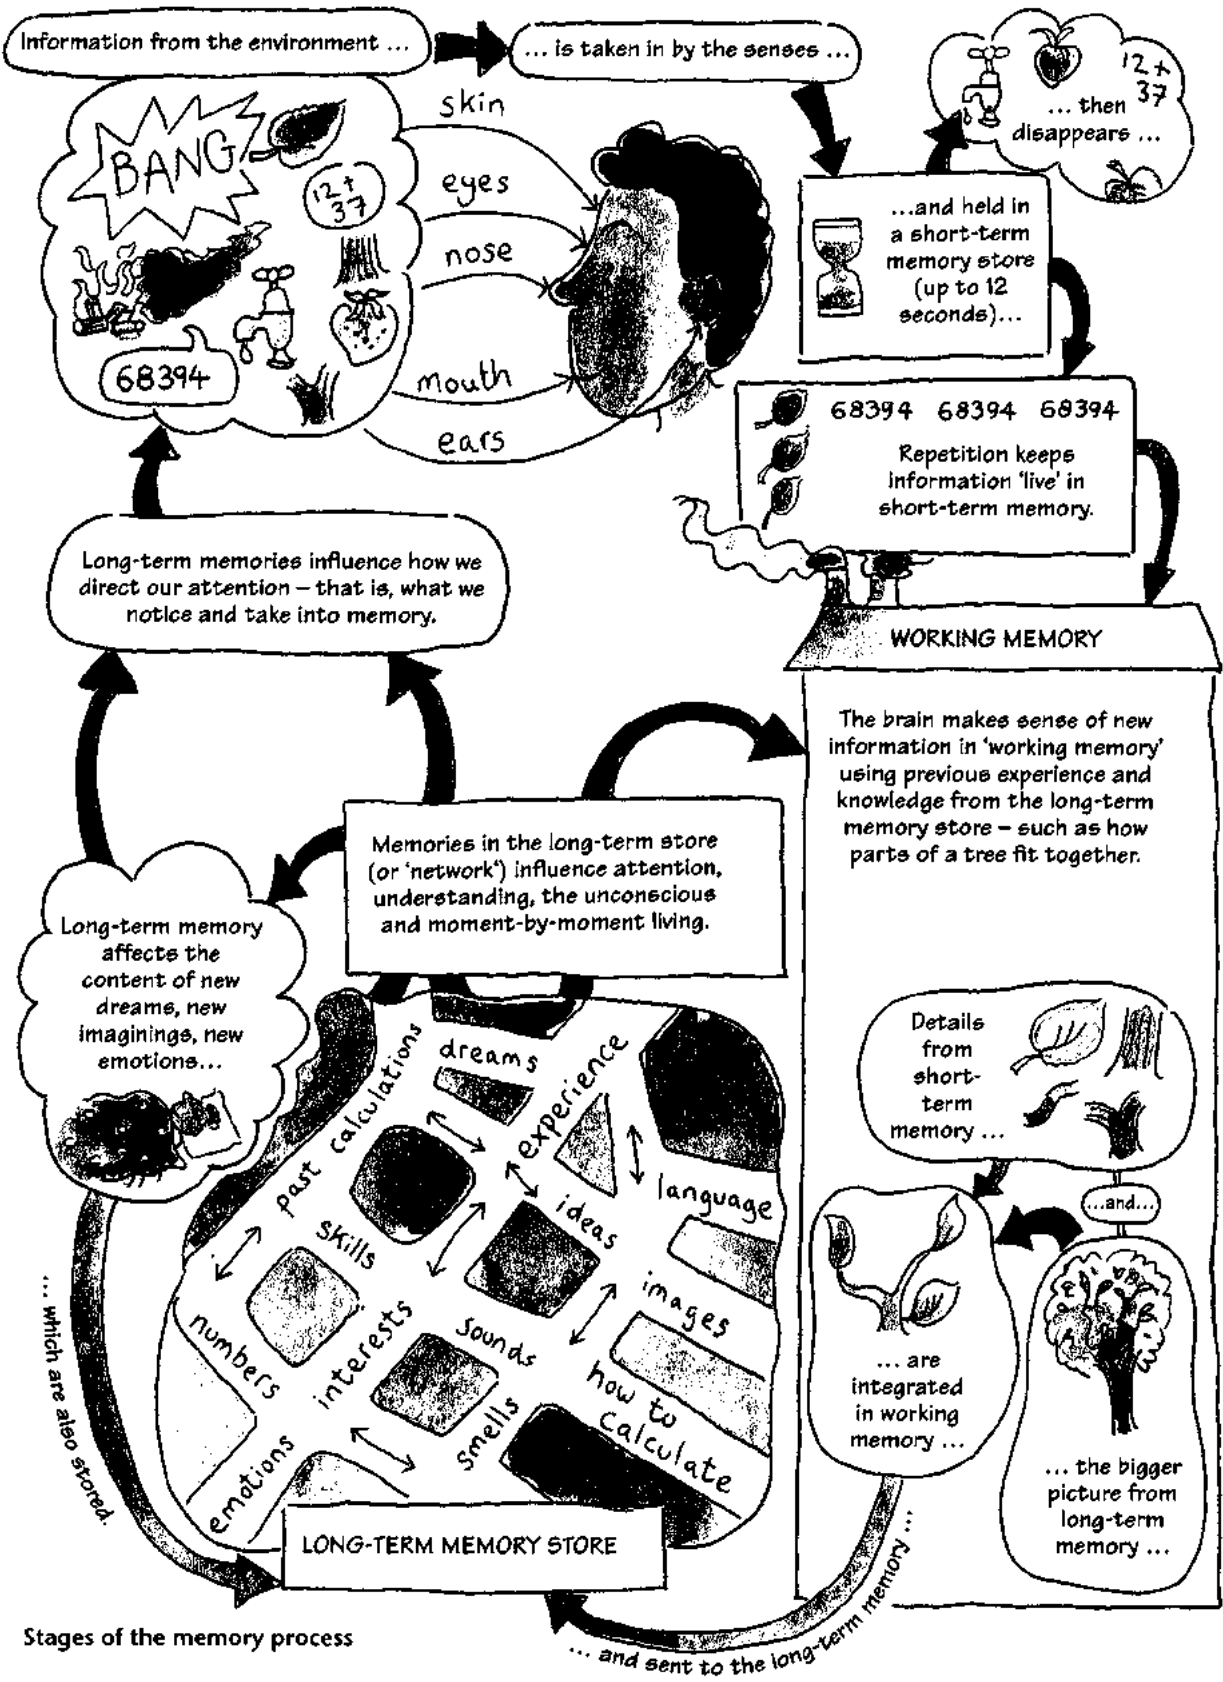 Information from the environment ...
... is taken in by the senses ...
... then
disappears ...
12 +
37
BANG
12 +
37
68394
skin
eyes
nose
mouth
ears
...and held in
a short-term
memory store
(up to 12
seconds)...
68394 68394 68394
Repetition keeps
information 'live' in
short-term memory.
Long-term memories influence how we
direct our attention – that is, what we
notice and take into memory.
WORKING MEMORY
The brain makes sense of new
information in 'working memory'
using previous experience and
knowledge from the long-term
memory store – such as how
parts of a tree fit together.
Memories in the long-term store
(or 'network') influence attention,
understanding, the unconscious
and moment-by-moment living.
Long-term memory
affects the
content of new
dreams, new
imaginings, new
emotions...
Details
from
short-
term
memory ...
...and...
... the bigger
picture from
long-term
memory ...
... are
integrated
in working
memory ...
past calculations
dreams
experience
language
skills
ideas
images
numbers
interests
sounds
how to
calculate
emotions
smells
LONG-TERM MEMORY STORE
... which are also stored.
... and sent to the long-term memory ...
Stages of the memory process